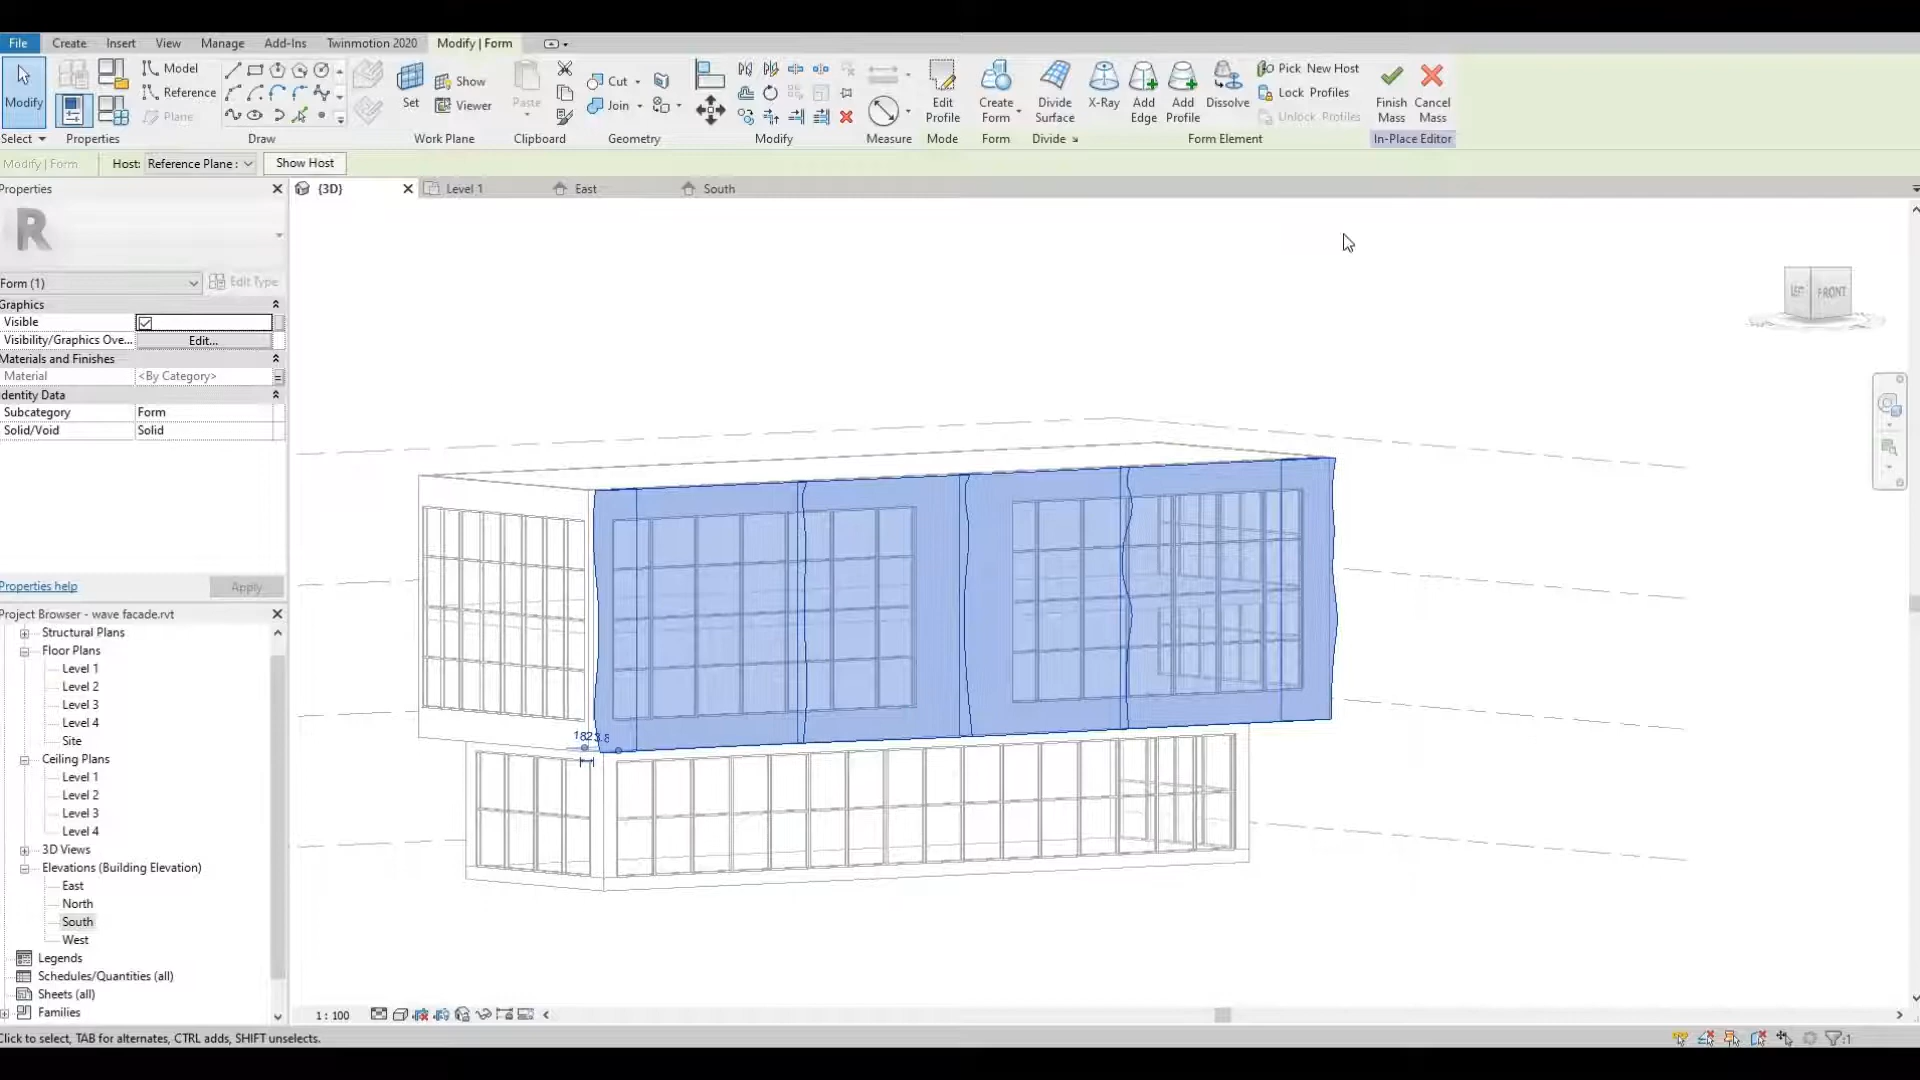 File Create Insert View Manage Add-Ins Twinmotion 2020 Modify | Form
Model
Reference
Plane
Show
Viewer
Cut
Join
Pick New Host
Lock Profiles
Unlock Profiles
Modify Set Paste Edit Profile Create Form Divide Surface X-Ray Add Edge Add Profile Dissolve Finish Mass Cancel Mass
Select Properties Draw Work Plane Clipboard Geometry Modify Measure Mode Form Divide Form Element In-Place Editor
Modify | Form Host: Reference Plane : Show Host
Properties
{3D} Level 1 East South
R
Form (1) Edit Type
Graphics
Visible
Visibility/Graphics Ove... Edit...
Materials and Finishes
Material <By Category> =
Identity Data
Subcategory Form
Solid/Void Solid
Properties help Apply
Project Browser - wave facade.rvt
Structural Plans
Floor Plans
Level 1
Level 2
Level 3
Level 4
Site
Ceiling Plans
Level 1
Level 2
Level 3
Level 4
3D Views
Elevations (Building Elevation)
East
North
South
West
Legends
Schedules/Quantities (all)
Sheets (all)
Families
LEFT FRONT
1823.8
1 : 100
Click to select, TAB for alternates, CTRL adds, SHIFT unselects.
:1